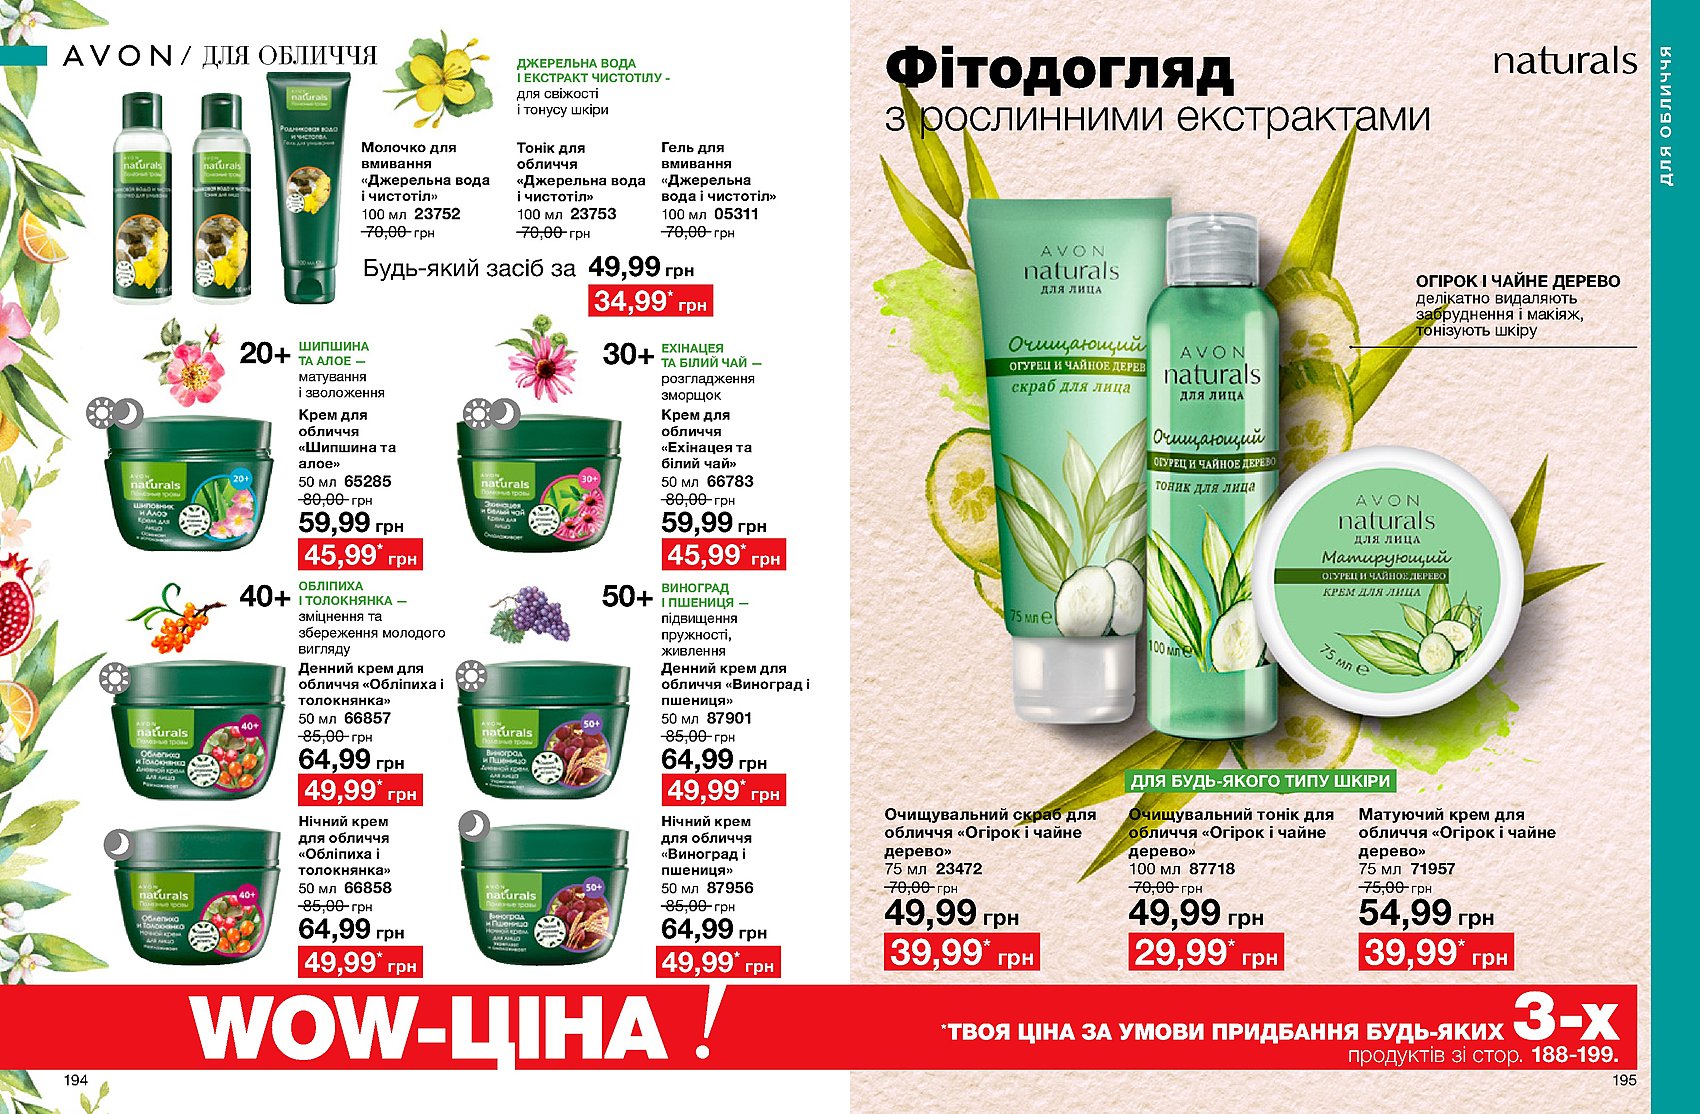 AVON / ДЛЯ ОБЛИЧЧЯ
ДЖЕРЕЛЬНА ВОДА
І ЕКСТРАКТ ЧИСТОТІЛУ -
для свіжості
і тонусу шкіри
Молочко для
вмивання
«Джерельна вода
і чистотіл»
100 мл 23752
70,00 грн
Тонік для
обличчя
«Джерельна вода
і чистотіл»
100 мл 23753
70,00 грн
Гель для
вмивання
«Джерельна
вода і чистотіл»
100 мл 05311
70,00 грн
Будь-який засіб за 49,99 грн
34,99* грн
20+
ШИПШИНА
ТА АЛОЕ —
матування
і зволоження
Крем для
обличчя
«Шипшина та
алое»
50 мл 65285
80,00 грн
59,99 грн
45,99* грн
30+
ЕХІНАЦЕЯ
ТА БІЛИЙ ЧАЙ —
розгладження
зморщок
Крем для
обличчя
«Ехінацея та
білий чай»
50 мл 66783
80,00 грн
59,99 грн
45,99* грн
40+
ОБЛІПИХА
І ТОЛОКНЯНКА —
зміцнення та
збереження молодого
вигляду
Денний крем для
обличчя «Обліпиха і
толокнянка»
50 мл 66857
85,00 грн
64,99 грн
49,99* грн
Нічний крем
для обличчя
«Обліпиха і
толокнянка»
50 мл 66858
85,00 грн
64,99 грн
49,99* грн
50+
ВИНОГРАД
І ПШЕНИЦЯ —
підвищення
пружності,
живлення
Денний крем для
обличчя «Виноград і
пшениця»
50 мл 87901
85,00 грн
64,99 грн
49,99* грн
Нічний крем
для обличчя
«Виноград і
пшениця»
50 мл 87956
85,00 грн
64,99 грн
49,99* грн
WOW-ЦІНА!
194
Фітодогляд
з рослинними екстрактами
naturals
ДЛЯ ОБЛИЧЧЯ
ОГІРОК І ЧАЙНЕ ДЕРЕВО
делікатно видаляють
забруднення і макіяж,
тонізують шкіру
AVON
naturals
ДЛЯ ЛИЦА
Очищающий
ОГУРЕЦ И ЧАЙНОЕ ДЕРЕВ
скраб для лица
75 мл e
AVON
naturals
ДЛЯ ЛИЦА
Очищающий
ОГУРЕЦ И ЧАЙНОЕ ДЕРЕВО
тоник для лица
100 мл e
AVON
naturals
ДЛЯ ЛИЦА
Матирующий
ОГУРЕЦ И ЧАЙНОЕ ДЕРЕВО
КРЕМ ДЛЯ ЛИЦА
75 мл e
ДЛЯ БУДЬ-ЯКОГО ТИПУ ШКІРИ
Очищувальний скраб для
обличчя «Огірок і чайне
дерево»
75 мл 23472
70,00 грн
49,99 грн
39,99* грн
Очищувальний тонік для
обличчя «Огірок і чайне
дерево»
100 мл 87718
70,00 грн
49,99 грн
29,99* грн
Матуючий крем для
обличчя «Огірок і чайне
дерево»
75 мл 71957
75,00 грн
54,99 грн
39,99* грн
*ТВОЯ ЦІНА ЗА УМОВИ ПРИДБАННЯ БУДЬ-ЯКИХ 3-х
продуктів зі стор. 188-199.
195